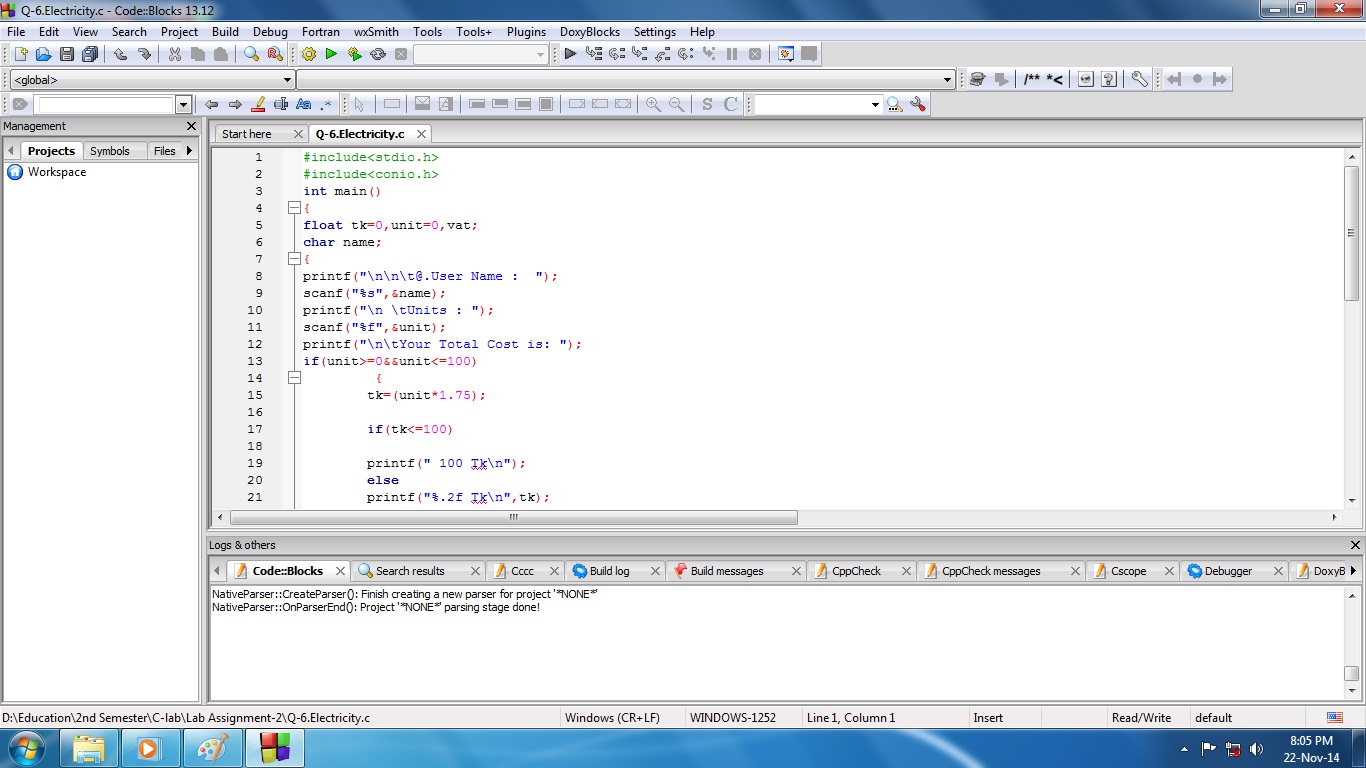 Q-6.Electricity.c - Code::Blocks 13.12
File Edit View Search Project Build Debug Fortran wxSmith Tools Tools+ Plugins DoxyBlocks Settings Help
<global>
/** *<
Aa .*
S C
Management
Projects Symbols Files
Workspace
Start here Q-6.Electricity.c
1 #include<stdio.h>
2 #include<conio.h>
3 int main()
4 {
5 float tk=0,unit=0,vat;
6 char name;
7 {
8 printf("\n\n\t@.User Name :  ");
9 scanf("%s",&name);
10 printf("\n \tUnits : ");
11 scanf("%f",&unit);
12 printf("\n\tYour Total Cost is: ");
13 if(unit>=0&&unit<=100)
14 {
15 tk=(unit*1.75);
16
17 if(tk<=100)
18
19 printf(" 100 Tk\n");
20 else
21 printf("%.2f Tk\n",tk);
Logs & others
Code::Blocks Search results Cccc Build log Build messages CppCheck CppCheck messages Cscope Debugger DoxyB
NativeParser::CreateParser(): Finish creating a new parser for project '*NONE*'
NativeParser::OnParserEnd(): Project '*NONE*' parsing stage done!
D:\Education\2nd Semester\C-lab\Lab Assignment-2\Q-6.Electricity.c Windows (CR+LF) WINDOWS-1252 Line 1, Column 1 Insert Read/Write default
8:05 PM
22-Nov-14